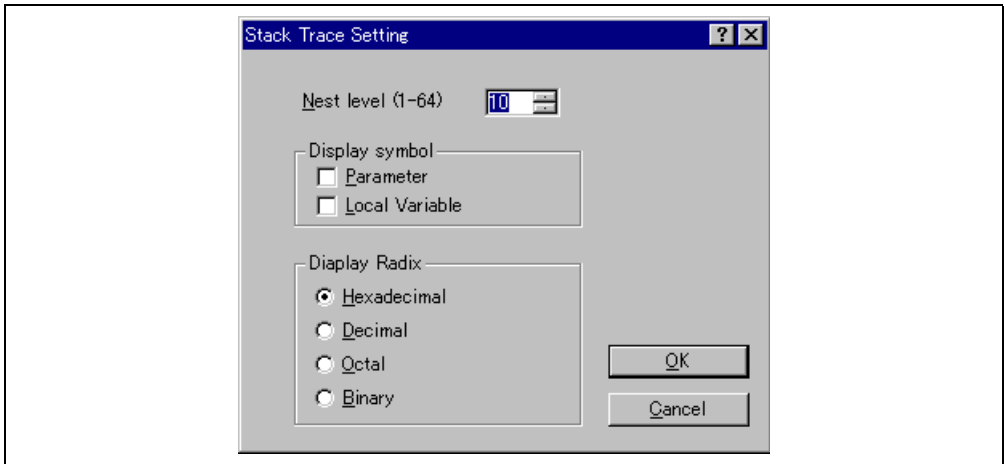 Stack Trace Setting
Nest level (1-64) 10
Display symbol
Parameter
Local Variable
Diaplay Radix
Hexadecimal
Decimal
Octal
Binary
OK
Cancel